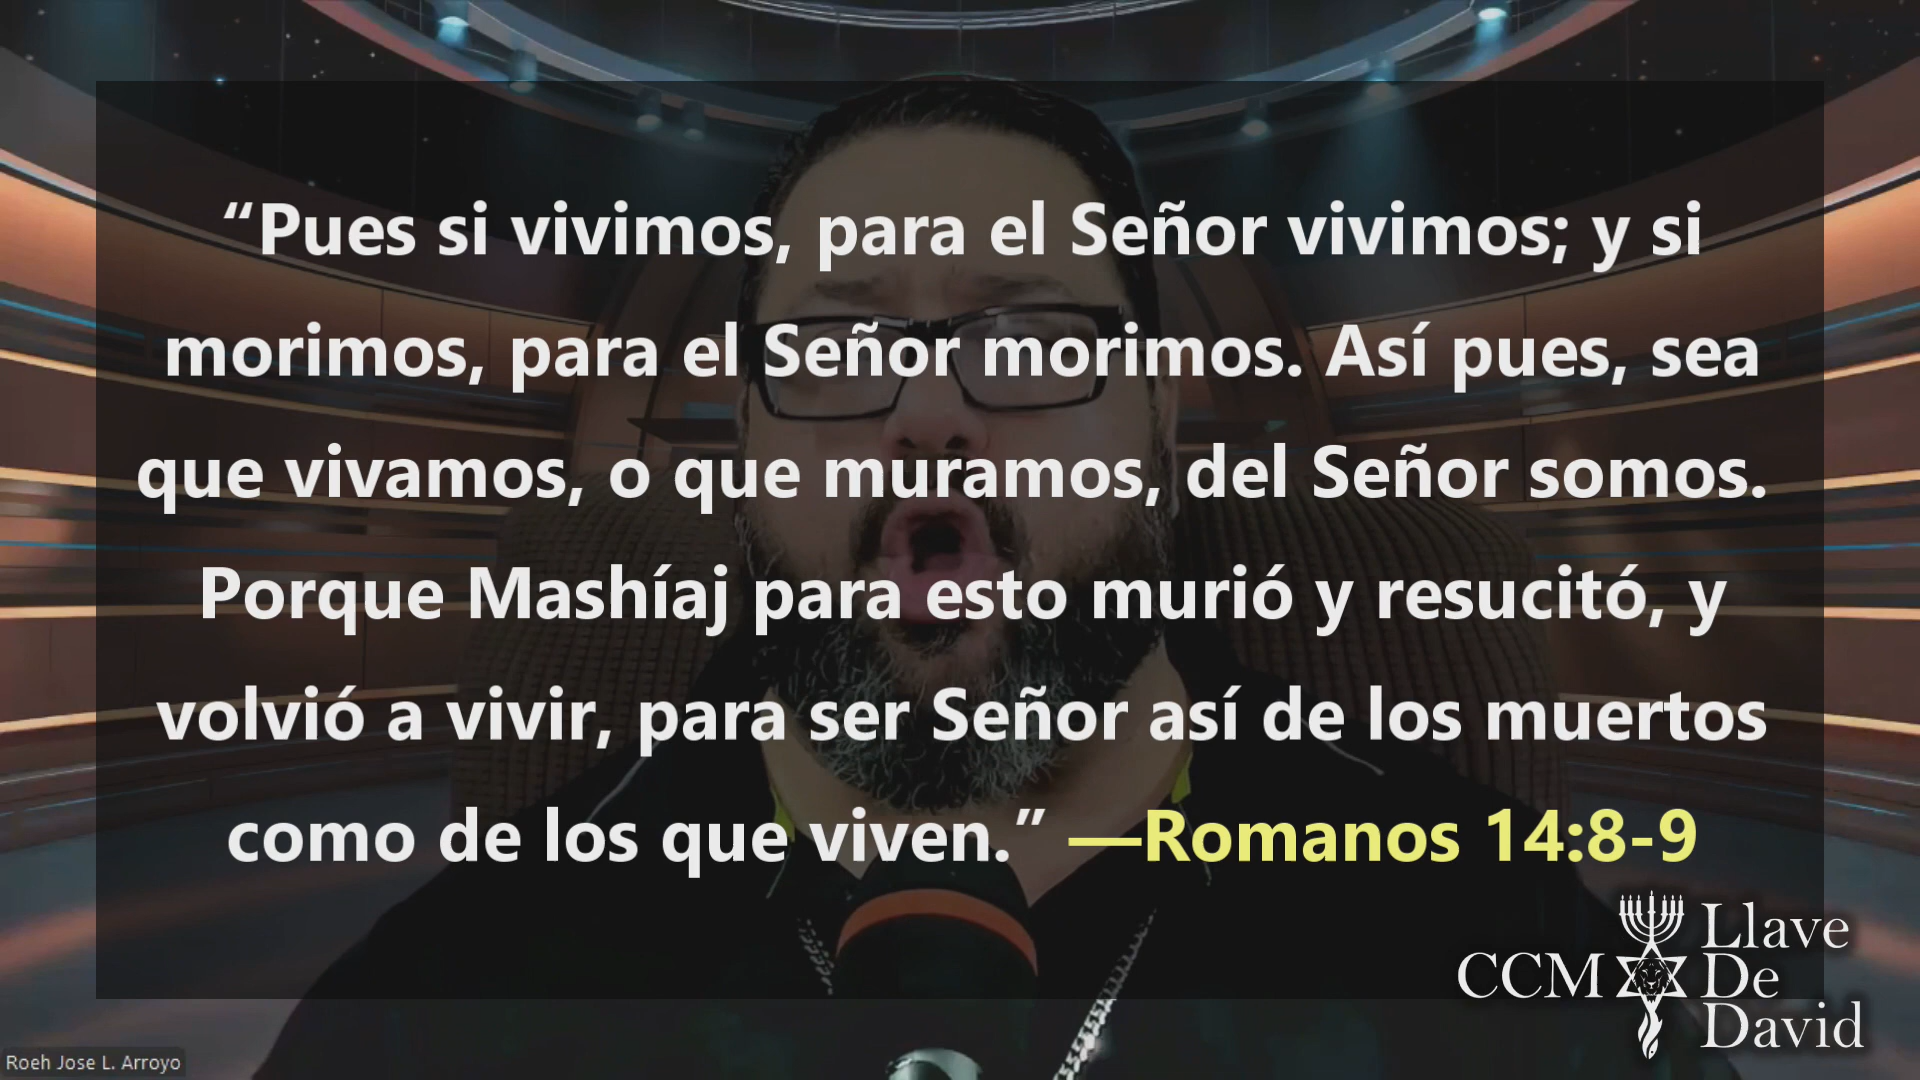 “Pues si vivimos, para el Señor vivimos; y si
morimos, para el Señor morimos. Así pues, sea
que vivamos, o que muramos, del Señor somos.
Porque Mashíaj para esto murió y resucitó, y
volvió a vivir, para ser Señor así de los muertos
como de los que viven.” —Romanos 14:8-9
CCM
Llave
De
David
Roeh Jose L. Arroyo